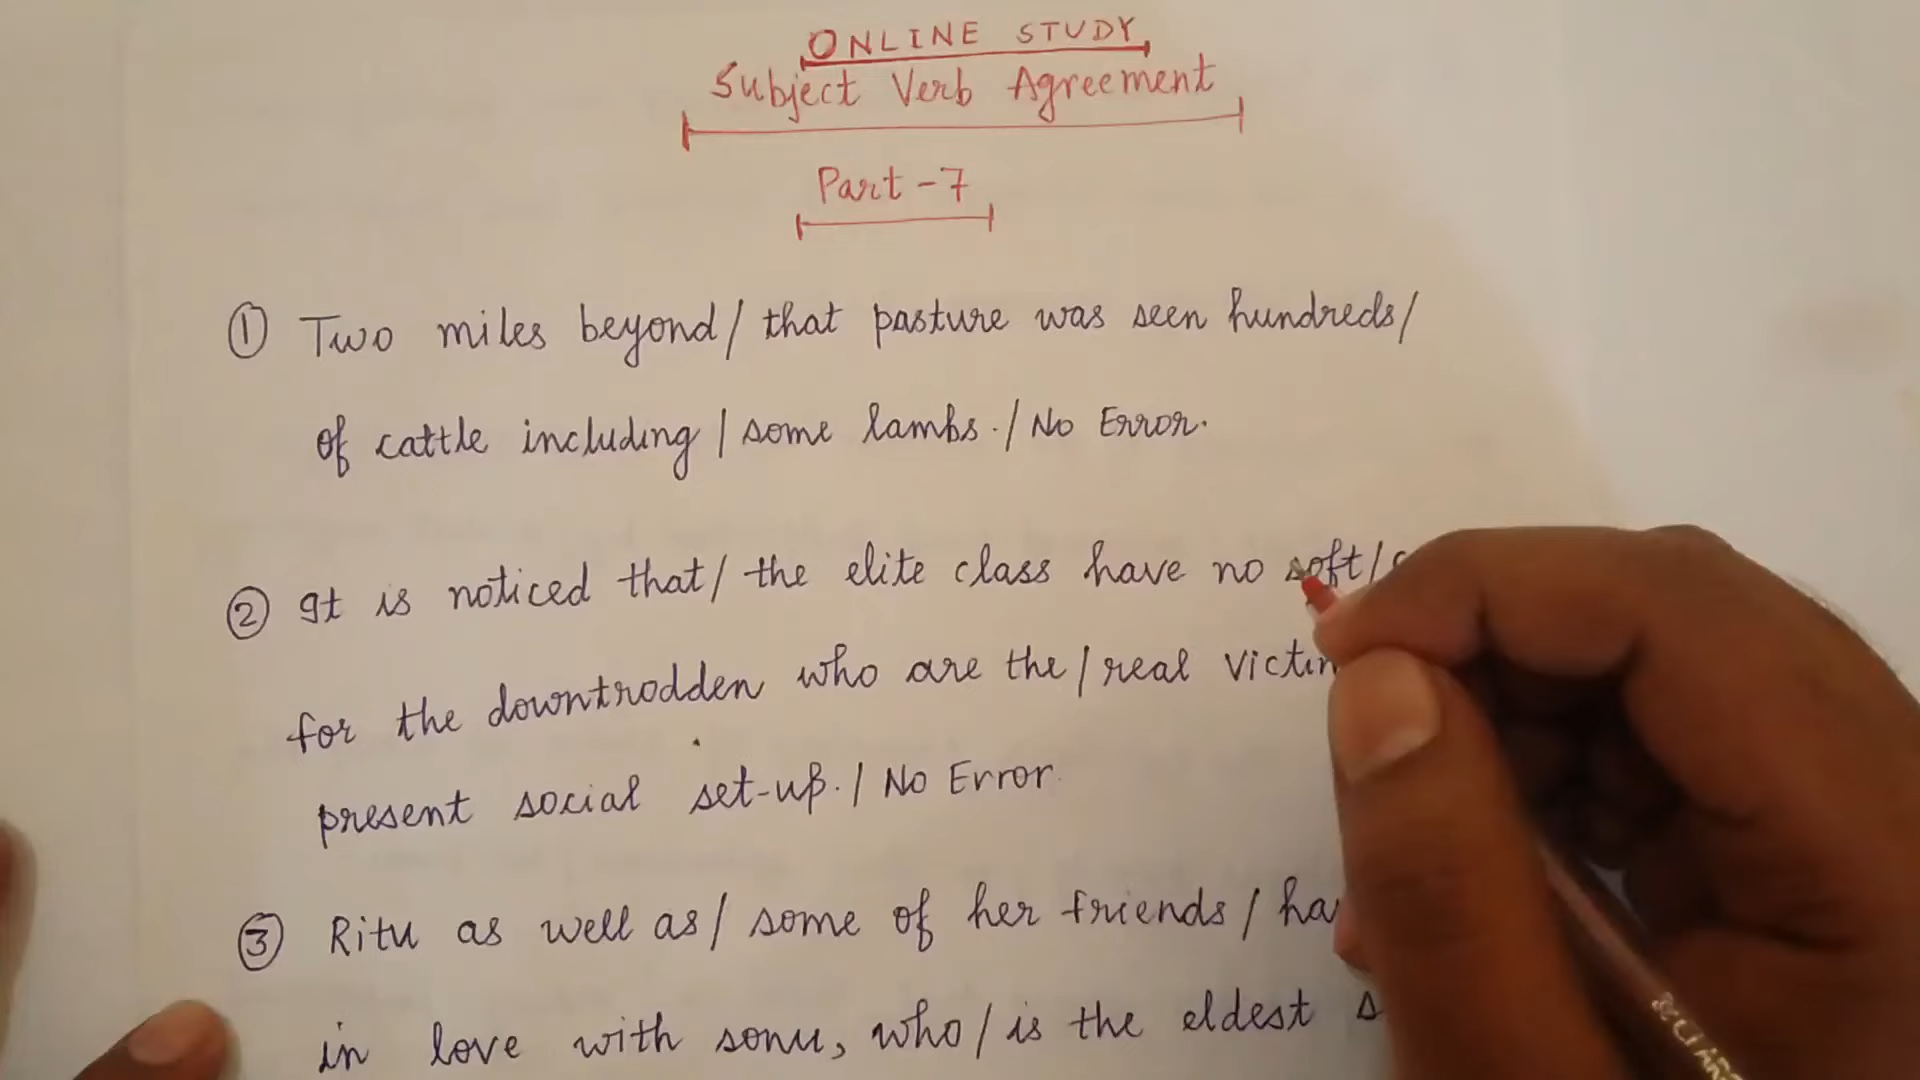 ONLINE STUDY
Subject Verb Agreement
Part-7
① Two miles beyond/ that pasture was seen hundreds/
of cattle including / some lambs. / No Error.
② It is noticed that/ the elite class have no soft/
for the downtrodden who are the / real
present social set-up. / No Error.
③ Ritu as well as / some of her friends /
in love with sonu, who / is the eldest